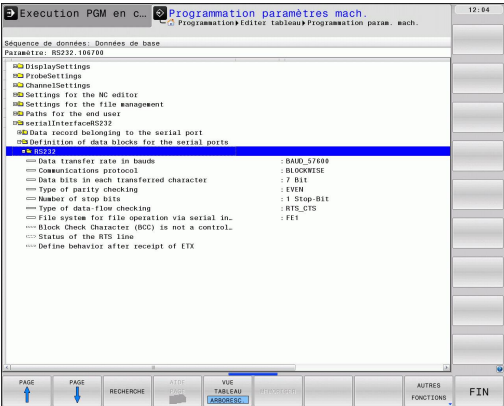 Execution PGM en c...
Programmation paramètres mach.
Programmation▸Editer tableau▸Programmation param. mach.
12:04
Séquence de données: Données de base
Paramètre: RS232.106700
DisplaySettings
ProbeSettings
ChannelSettings
Settings for the NC editor
Settings for the file management
Paths for the end user
serialInterfaceRS232
Data record belonging to the serial port
Definition of data blocks for the serial ports
RS232
Data transfer rate in bauds : BAUD_57600
Communications protocol : BLOCKWISE
Data bits in each transferred character : 7 Bit
Type of parity checking : EVEN
Number of stop bits : 1 Stop-Bit
Type of data-flow checking : RTS_CTS
File system for file operation via serial in… : FE1
Block Check Character (BCC) is not a control…
Status of the RTS line
Define behavior after receipt of ETX
PAGE
PAGE
RECHERCHE
VUE
TABLEAU
ARBORESC.
AUTRES
FONCTIONS
FIN